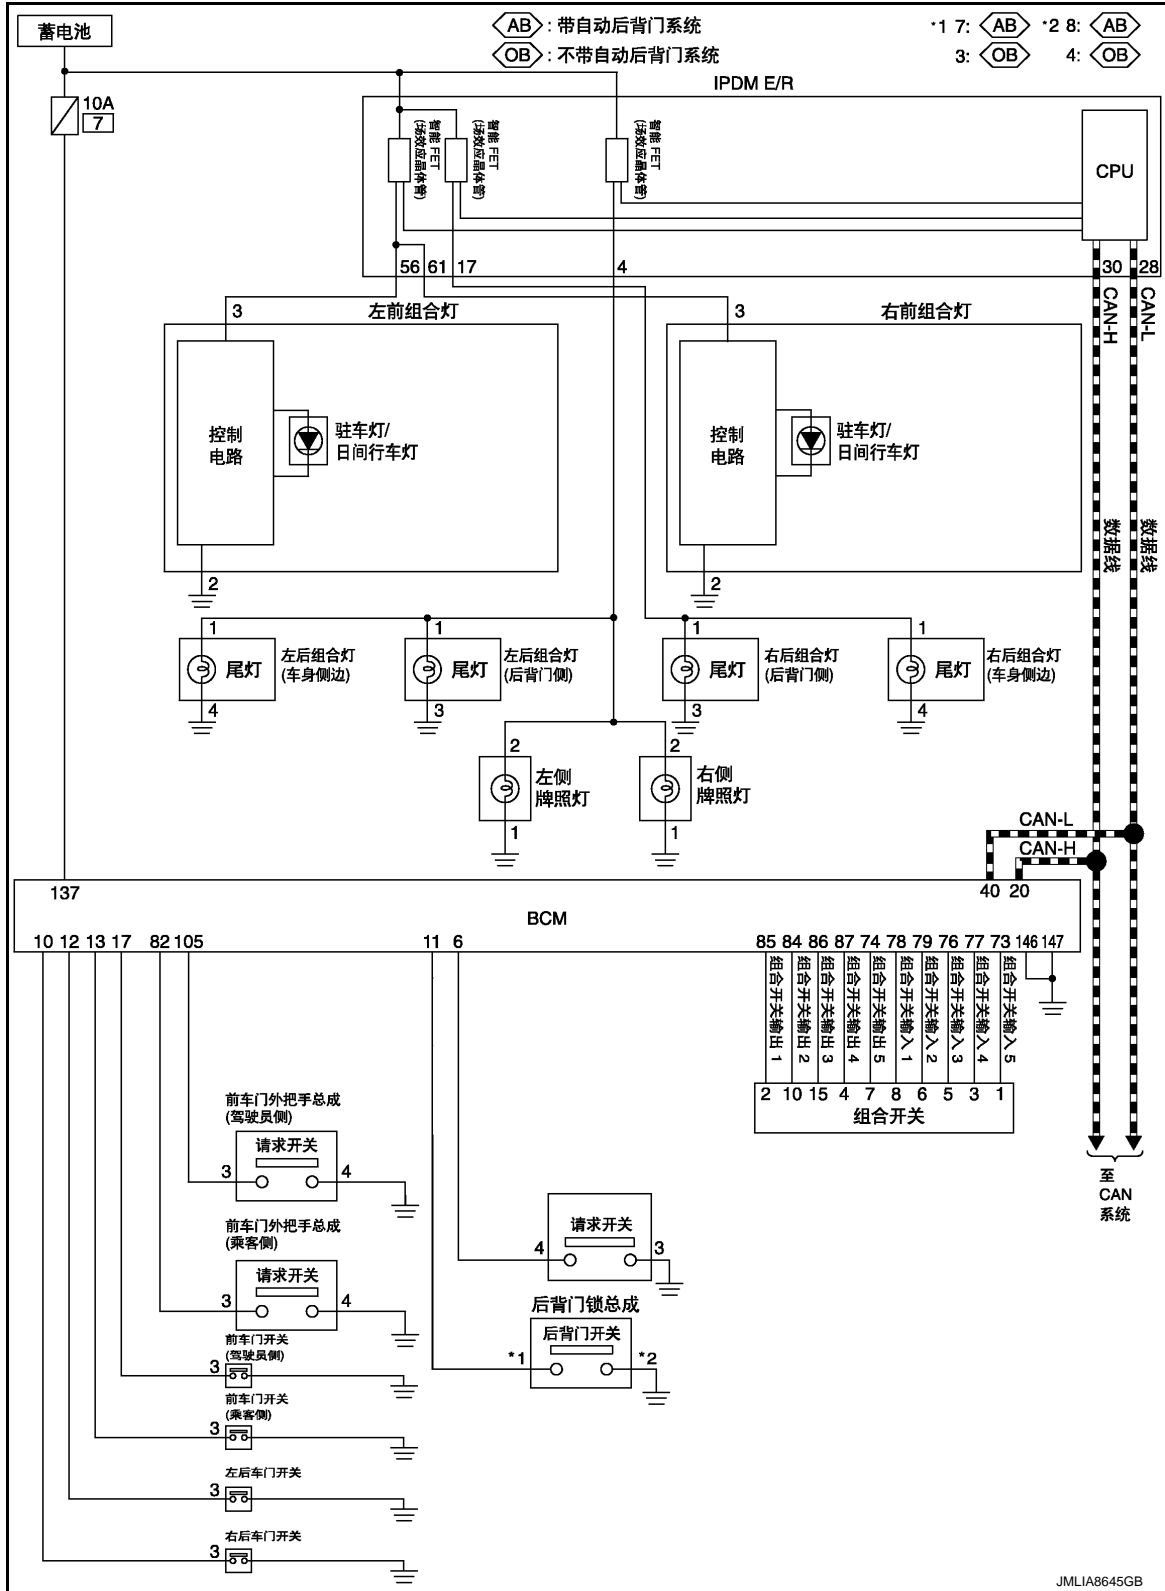 蓄电池
AB : 带自动后背门系统
OB : 不带自动后背门系统
*1 7: AB *2 8: AB
3: OB 4: OB
10A
7
IPDM E/R
智能 FET
(场效应晶体管)
智能 FET
(场效应晶体管)
智能 FET
(场效应晶体管)
CPU
56 61 17 4 30 28
CAN-H
CAN-L
3 左前组合灯
3 右前组合灯
控制
电路
驻车灯/
日间行车灯
控制
电路
驻车灯/
日间行车灯
数据线
数据线
2
2
1 1 1 1
尾灯
左后组合灯
(车身侧边)
尾灯
左后组合灯
(后背门侧)
尾灯
右后组合灯
(后背门侧)
尾灯
右后组合灯
(车身侧边)
4 3 3 4
2 2
左侧
牌照灯
右侧
牌照灯
1 1
CAN-L
CAN-H
137
40 20
BCM
10 12 13 17 82 105 11 6 85 84 86 87 74 78 79 76 77 73 146 147
组合开关输出 1
组合开关输出 2
组合开关输出 3
组合开关输出 4
组合开关输出 5
组合开关输入 1
组合开关输入 2
组合开关输入 3
组合开关输入 4
组合开关输入 5
2 10 15 4 7 8 6 5 3 1
组合开关
前车门外把手总成
(驾驶员侧)
请求开关
3 4
前车门外把手总成
(乘客侧)
请求开关
3 4
请求开关
4 3
后背门锁总成
后背门开关
*1 *2
前车门开关
(驾驶员侧)
3
前车门开关
(乘客侧)
3
左后车门开关
3
右后车门开关
3
至
CAN
系统
JMLIA8645GB